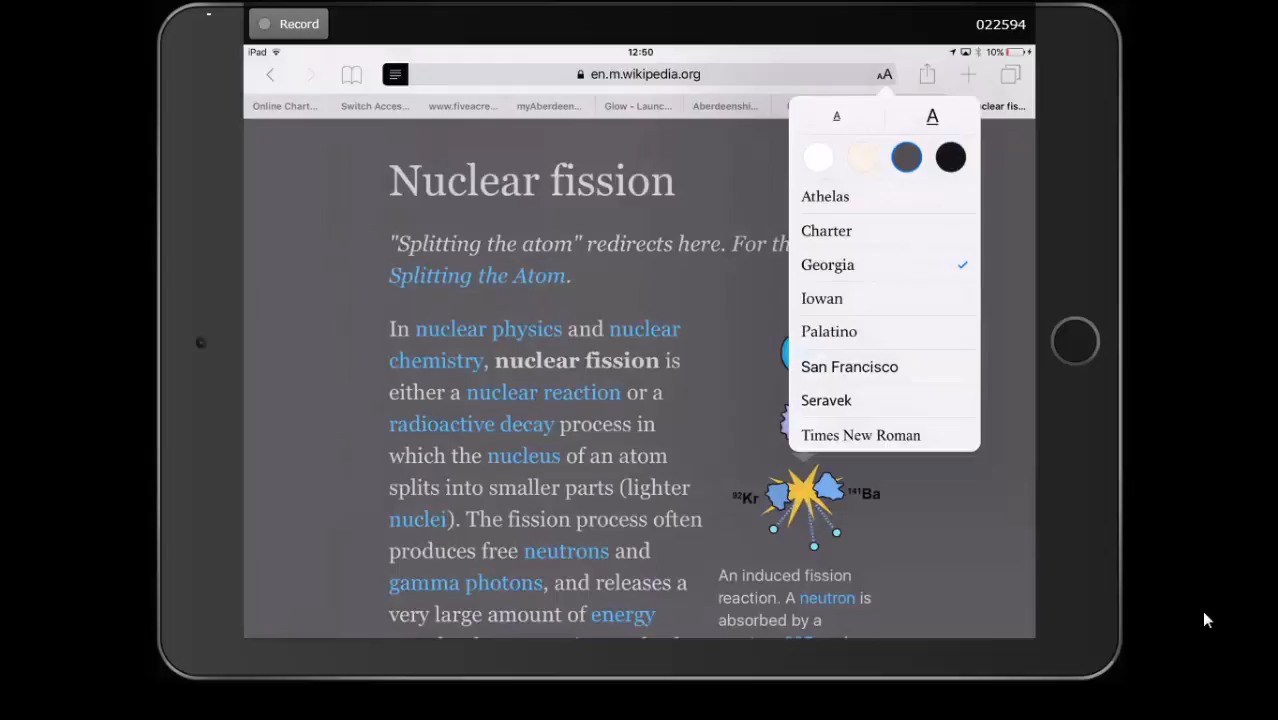 Record
022594
iPad
12:50
10%
en.m.wikipedia.org
AA
Online Chart...
Switch Acces...
www.fiveacre...
myAberdeen...
Glow - Launc...
Aberdeenshi...
clear fis...
A
A
Athelas
Charter
Georgia
Iowan
Palatino
San Francisco
Seravek
Times New Roman
Nuclear fission
"Splitting the atom" redirects here. For th
Splitting the Atom.
In nuclear physics and nuclear
chemistry, nuclear fission is
either a nuclear reaction or a
radioactive decay process in
which the nucleus of an atom
splits into smaller parts (lighter
nuclei). The fission process often
produces free neutrons and
gamma photons, and releases a
very large amount of energy
⁹²Kr
¹⁴¹Ba
An induced fission
reaction. A neutron is
absorbed by a